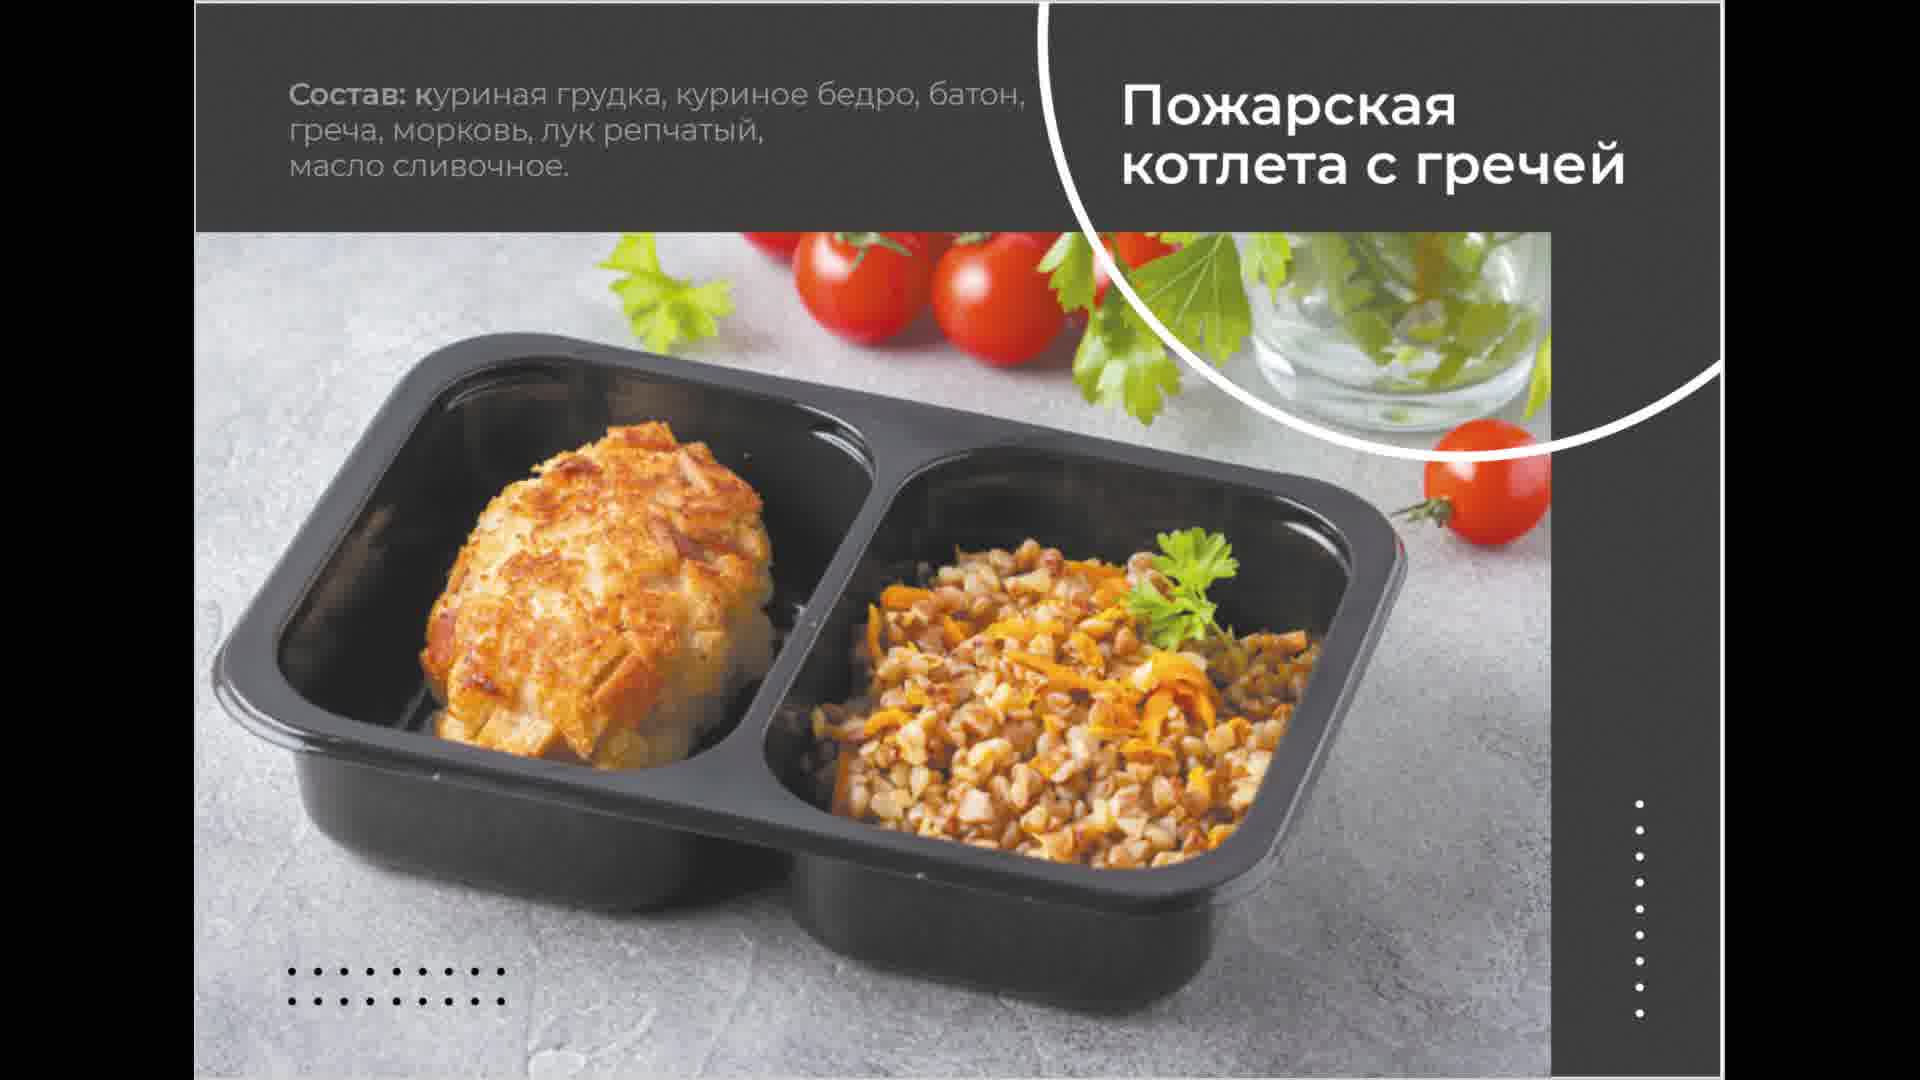 Состав: куриная грудка, куриное бедро, батон,
греча, морковь, лук репчатый,
масло сливочное.
Пожарская
котлета с гречей